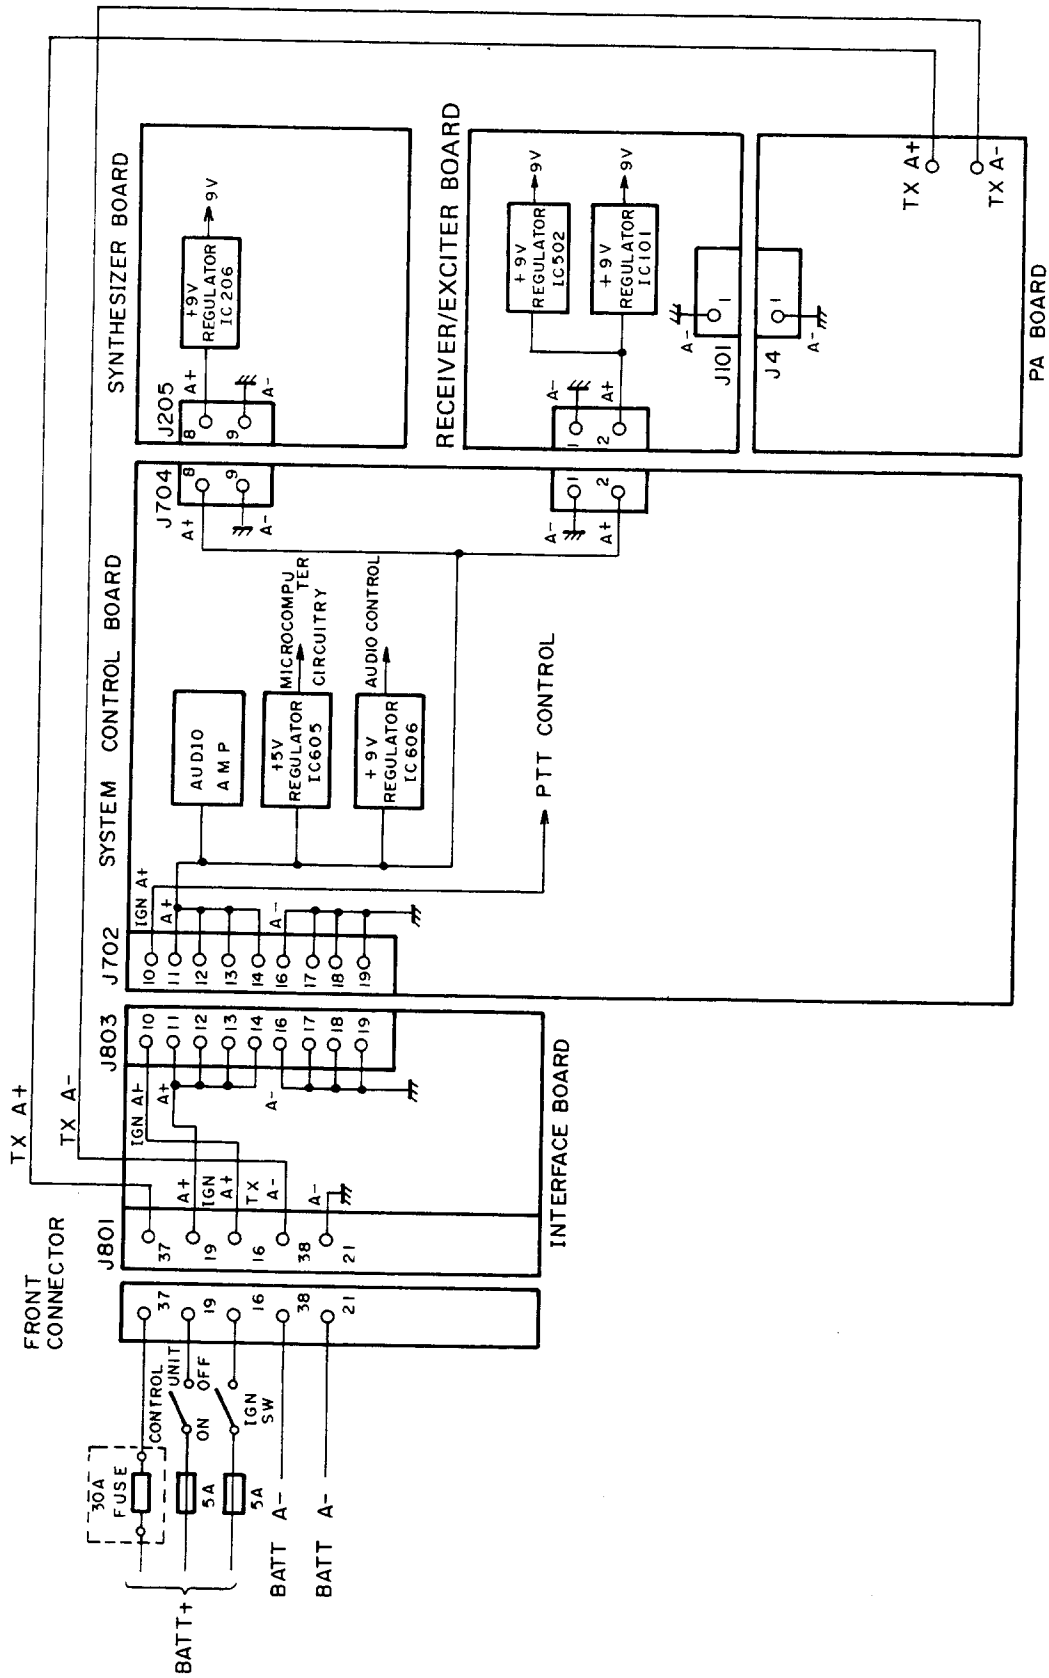 TX A+
TX A-
FRONT
CONNECTOR
BATT+
30A
FUSE
5A
5A
CONTROL
UNIT
ON
OFF
IGN
SW
BATT A-
BATT A-
37
19
16
38
21
J801
37
19
16
38
21
A+
IGN
A+
TX
A-
A-
IGN A+
A+
A-
J803
10
11
12
13
14
16
17
18
19
INTERFACE BOARD
J702
10
11
12
13
14
16
17
18
19
IGN A+
A+
A-
SYSTEM CONTROL BOARD
AUDIO
AMP
+5V
REGULATOR
IC605
MICROCOMPU
TER
CIRCUITRY
+9V
REGULATOR
IC606
AUDIO CONTROL
PTT CONTROL
J704
8
9
A+
A-
1
2
A-
A+
SYNTHESIZER BOARD
J205
8
9
A+
A-
+9V
REGULATOR
IC206
9V
RECEIVER/EXCITER BOARD
1
2
A-
A+
+9V
REGULATOR
IC502
9V
+9V
REGULATOR
IC101
9V
A-
1
J101
J4
1
A-
TX A+
TX A-
PA BOARD